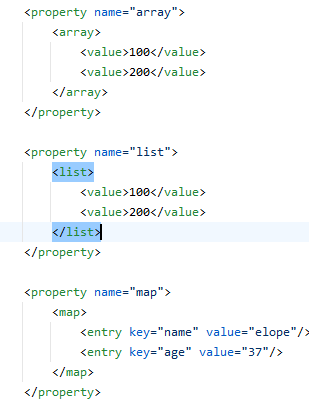 <property name="array">
    <array>
        <value>100</value>
        <value>200</value>
    </array>
</property>

<property name="list">
    <list>
        <value>100</value>
        <value>200</value>
    </list>
</property>

<property name="map">
    <map>
        <entry key="name" value="elope"/>
        <entry key="age" value="37"/>
    </map>
</property>